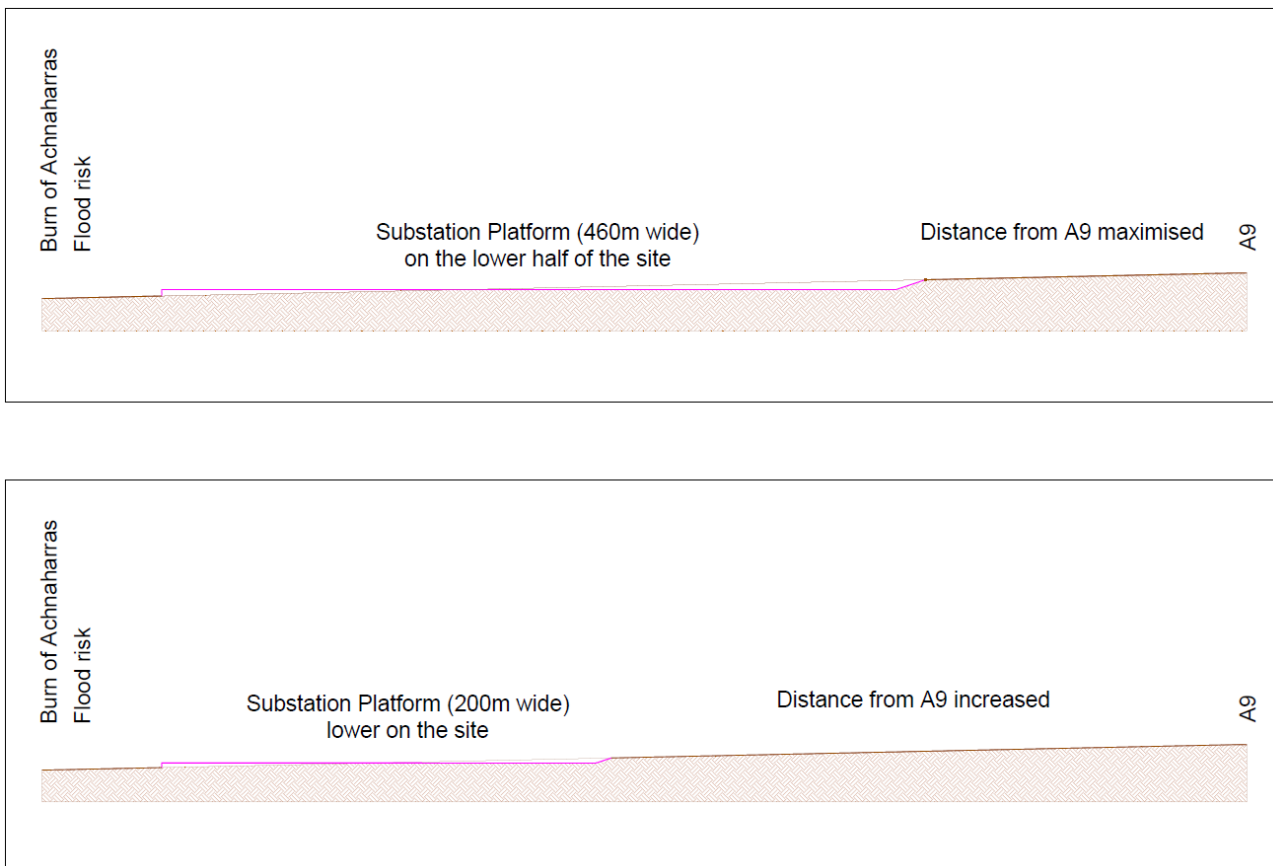 Burn of Achnaharras
Flood risk
Substation Platform (460m wide)
on the lower half of the site
Distance from A9 maximised
A9
Burn of Achnaharras
Flood risk
Substation Platform (200m wide)
lower on the site
Distance from A9 increased
A9